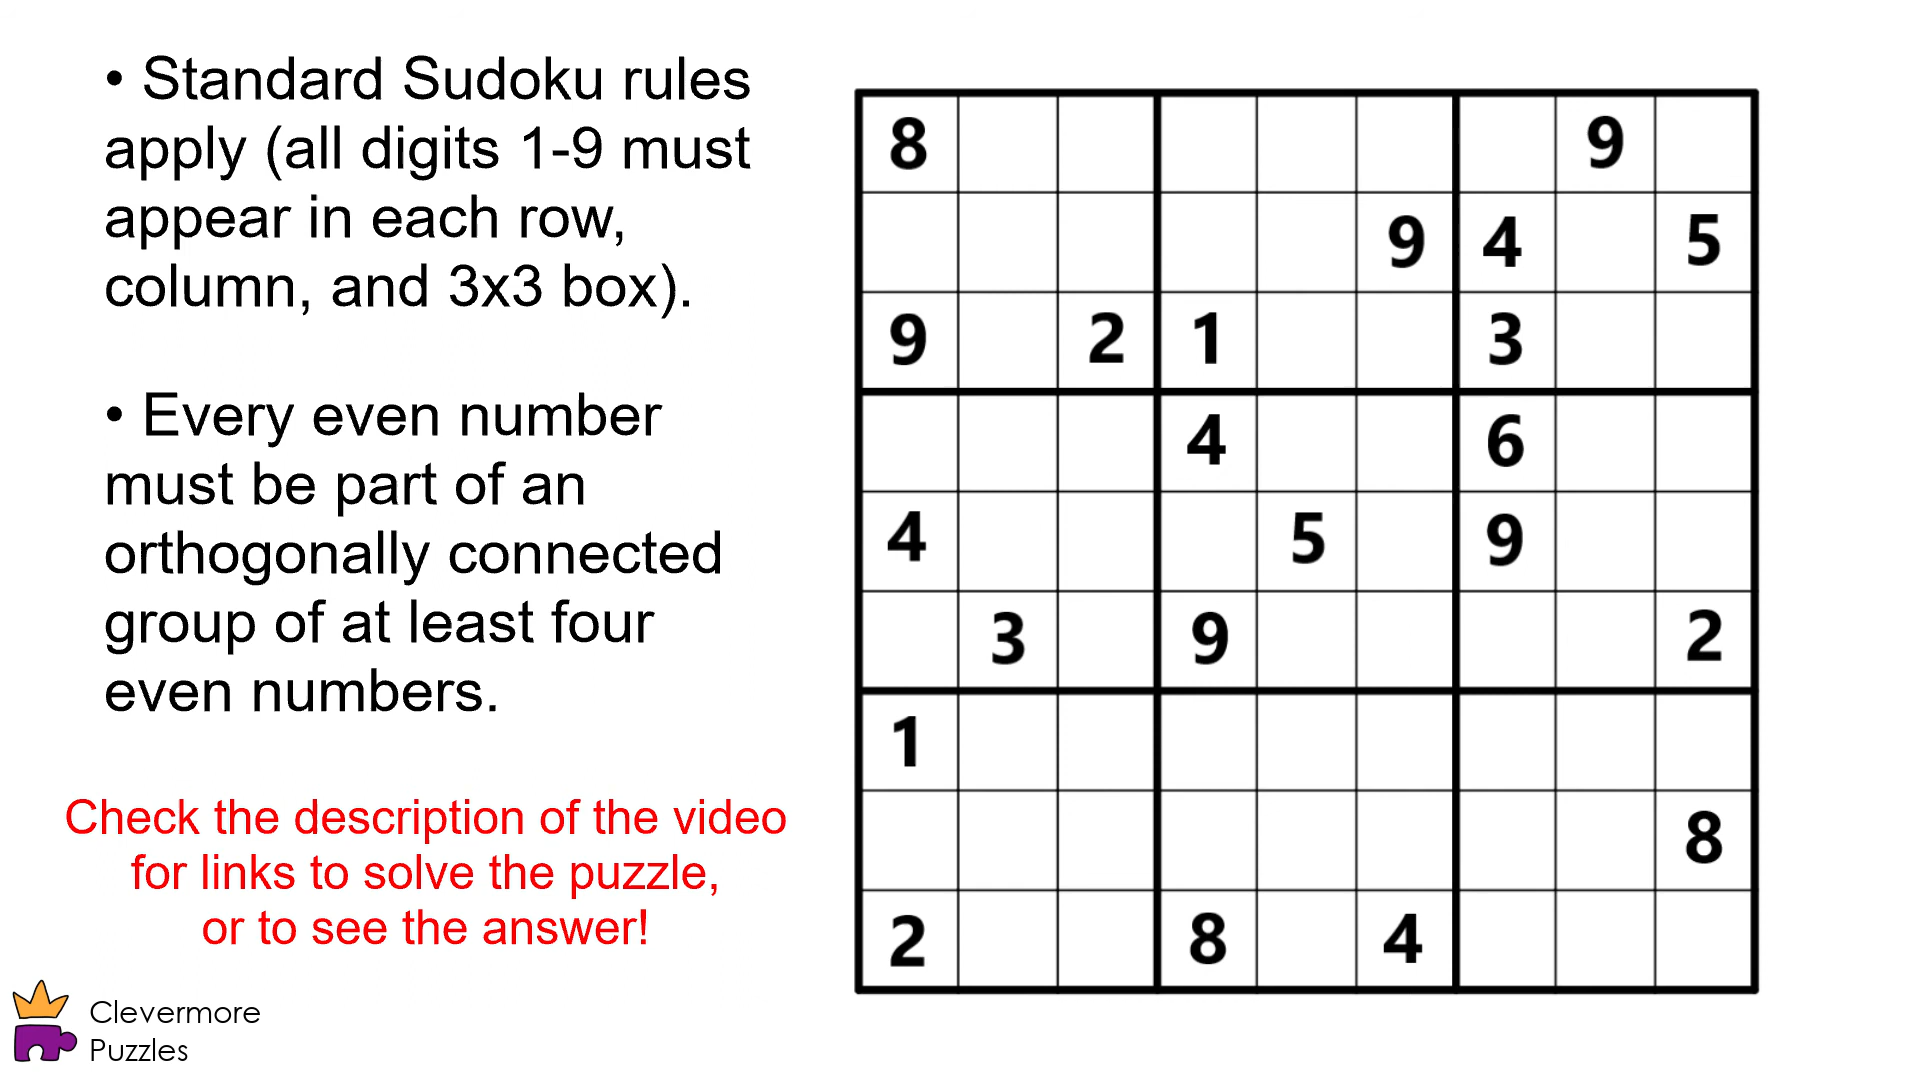 • Standard Sudoku rules
apply (all digits 1-9 must
appear in each row,
column, and 3x3 box).
• Every even number
must be part of an
orthogonally connected
group of at least four
even numbers.
Check the description of the video
for links to solve the puzzle,
or to see the answer!
Clevermore
Puzzles
8 9
9 4 5
9 2 1 3
4 6
4 5 9
3 9 2
1
8
2 8 4